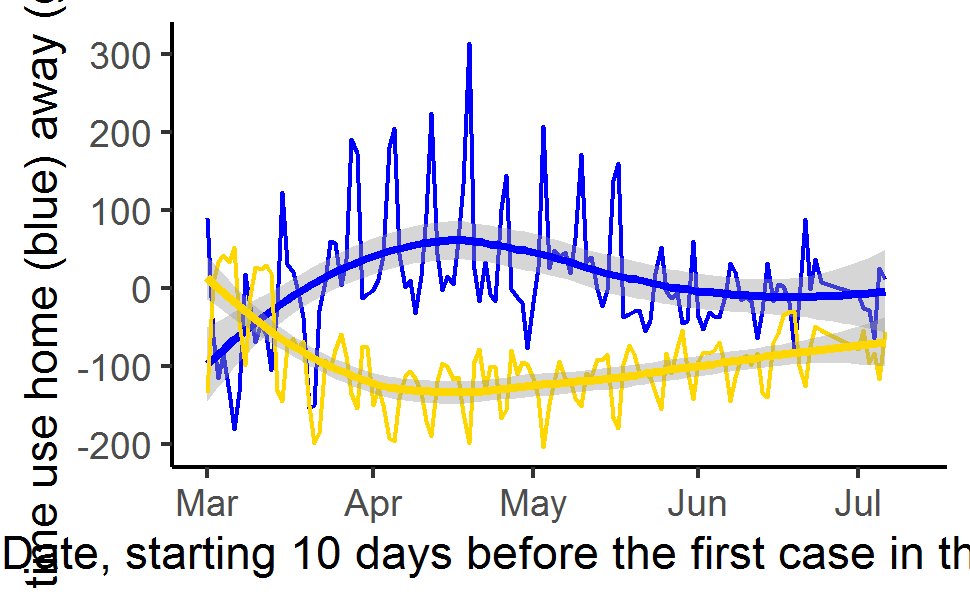 time use home (blue) away (
300
200
100
0
-100
-200
Mar Apr May Jun Jul
Date, starting 10 days before the first case in th